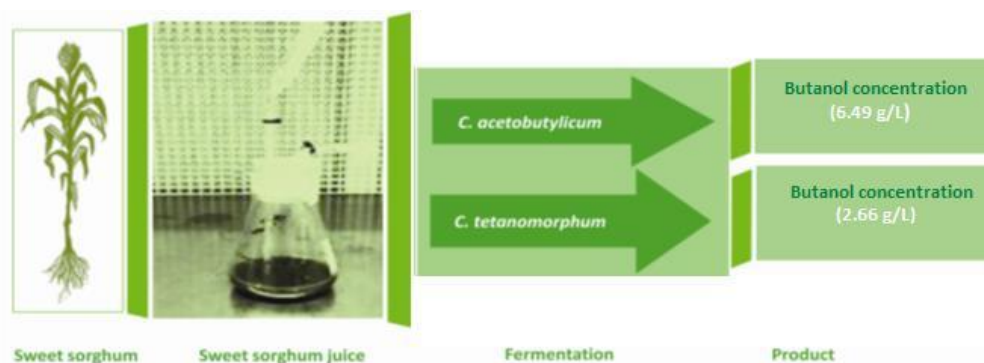 C. acetobutylicum
Butanol concentration
(6.49 g/L)
C. tetanomorphum
Butanol concentration
(2.66 g/L)
Sweet sorghum
Sweet sorghum juice
Fermentation
Product